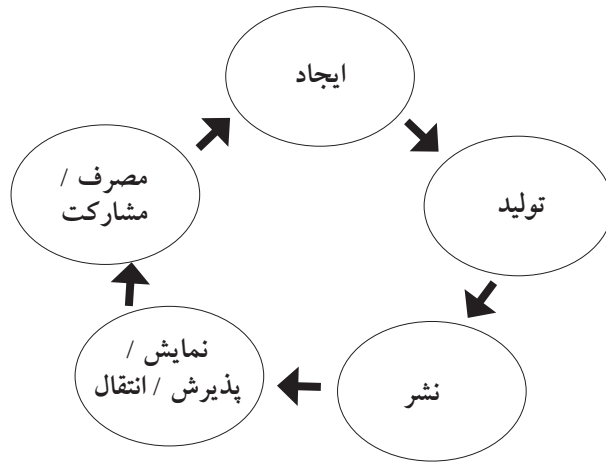 ایجاد
تولید
نشر
نمایش /
پذیرش / انتقال
مصرف /
مشارکت